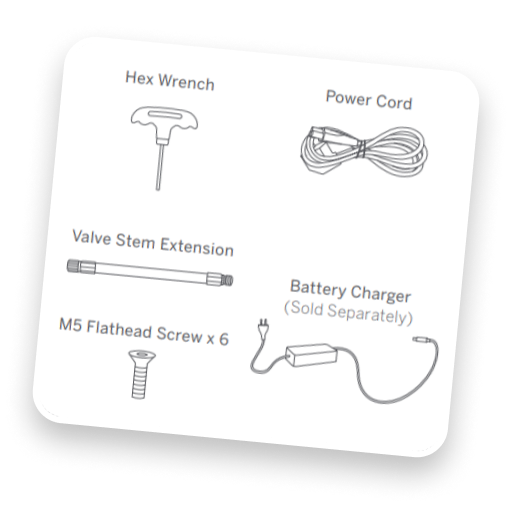 Hex Wrench
Power Cord
Valve Stem Extension
Battery Charger
(Sold Separately)
M5 Flathead Screw x 6